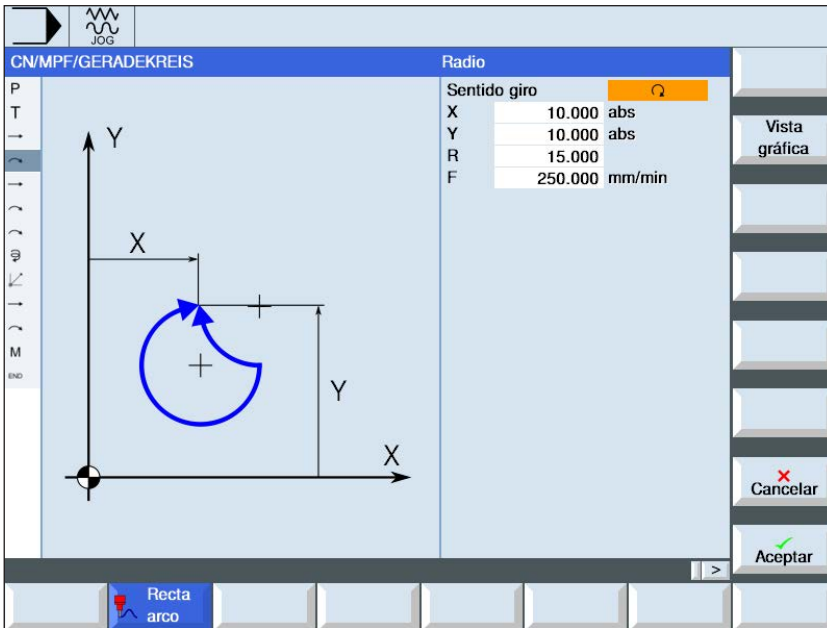 JOG
CN/MPF/GERADEKREIS
Radio
P
T
M
END
Y
X
Y
X
Sentido giro
X 10.000 abs
Y 10.000 abs
R 15.000
F 250.000 mm/min
Vista
gráfica
Cancelar
Aceptar
>
Recta
arco